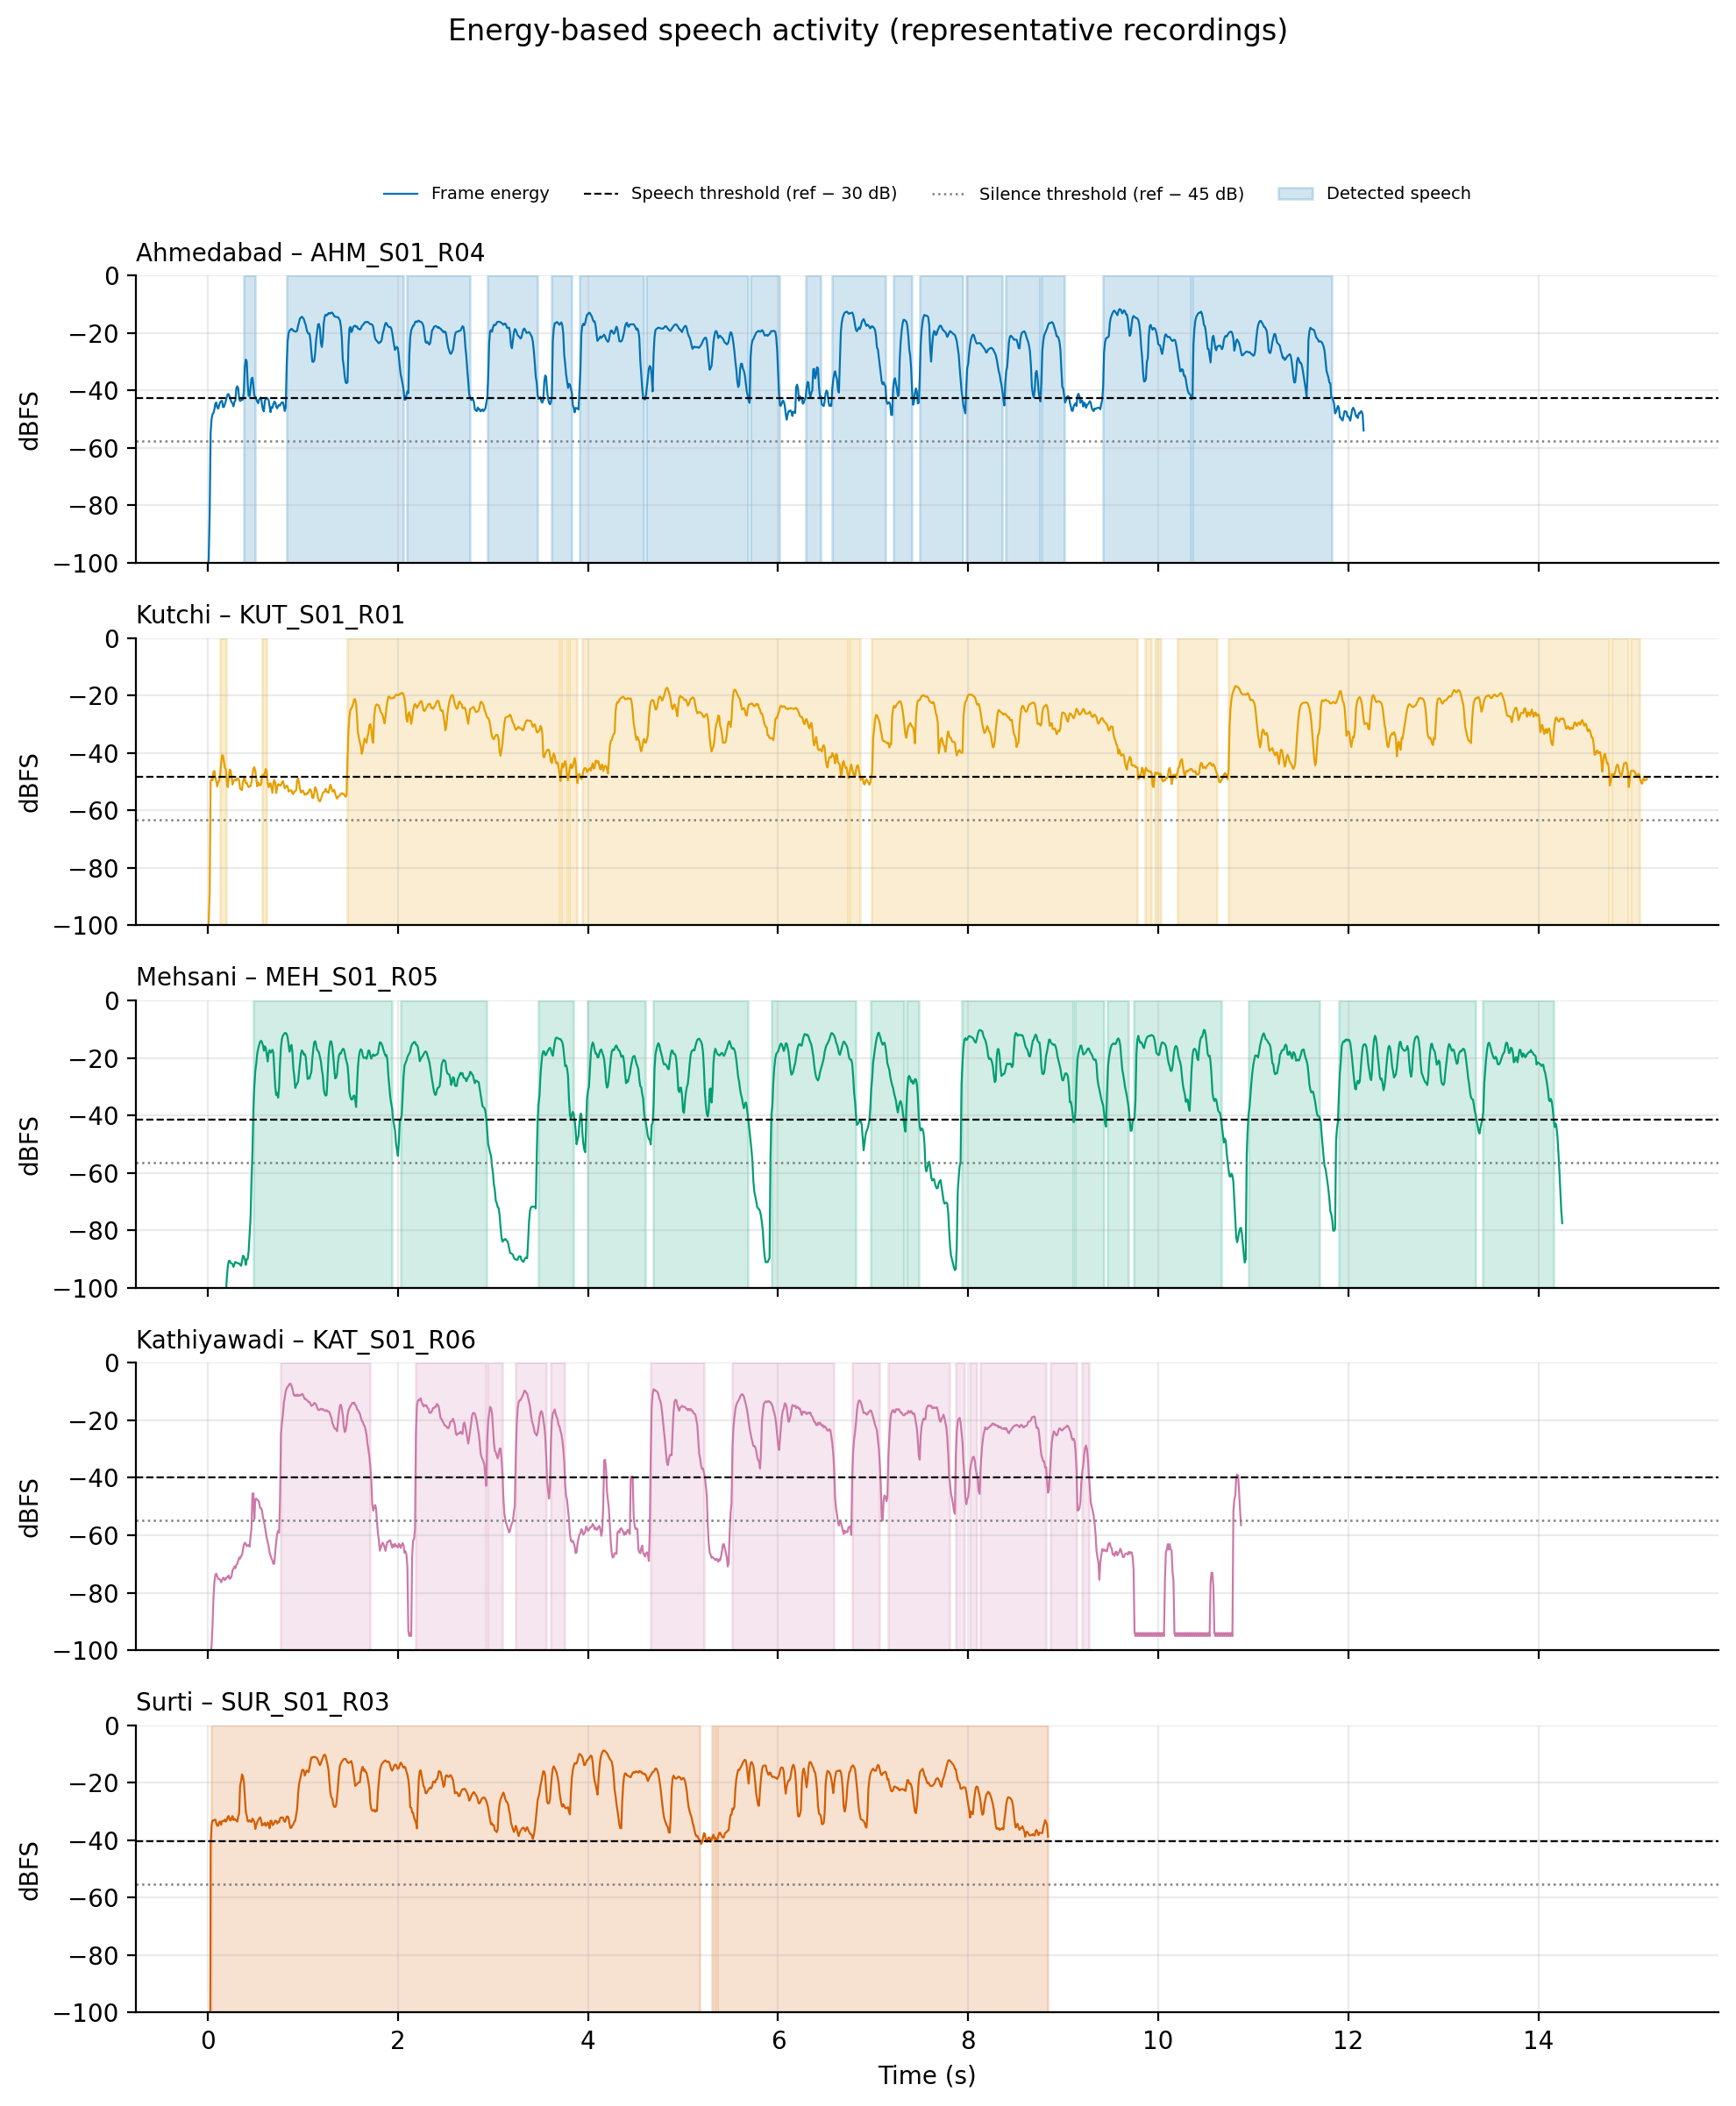 Energy-based speech activity (representative recordings)
Frame energy Speech threshold (ref − 30 dB) Silence threshold (ref − 45 dB) Detected speech
Ahmedabad – AHM_S01_R04
0
−20
−40
−60
−80
−100
dBFS
Kutchi – KUT_S01_R01
0
−20
−40
−60
−80
−100
dBFS
Mehsani – MEH_S01_R05
0
−20
−40
−60
−80
−100
dBFS
Kathiyawadi – KAT_S01_R06
0
−20
−40
−60
−80
−100
dBFS
Surti – SUR_S01_R03
0
−20
−40
−60
−80
−100
dBFS
0 2 4 6 8 10 12 14
Time (s)